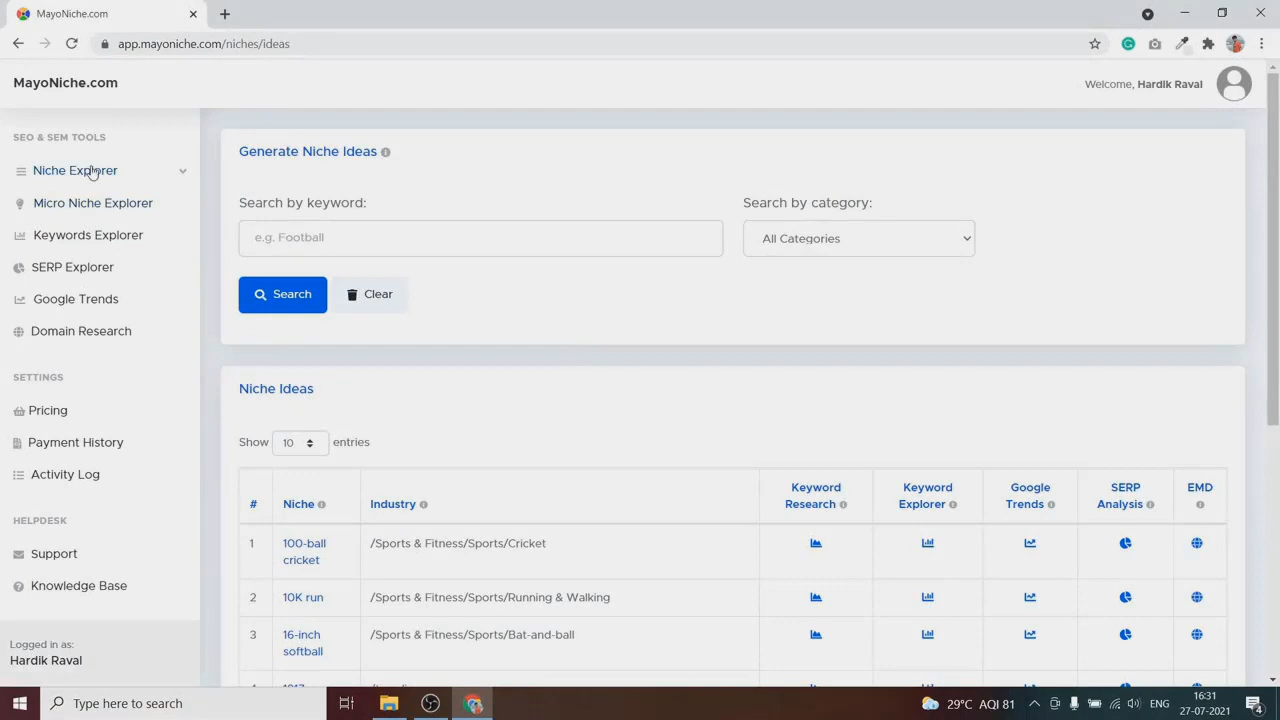 MayoNiche.com
app.mayoniche.com/niches/ideas
MayoNiche.com
Welcome, Hardik Raval
SEO & SEM TOOLS
Niche Explorer
Micro Niche Explorer
Keywords Explorer
SERP Explorer
Google Trends
Domain Research
SETTINGS
Pricing
Payment History
Activity Log
HELPDESK
Support
Knowledge Base
Logged in as:
Hardik Raval
Generate Niche Ideas
Search by keyword:
Search by category:
e.g. Football
All Categories
Search
Clear
Niche Ideas
Show 10 entries
# Niche Industry Keyword Research Keyword Explorer Google Trends SERP Analysis EMD
1 100-ball cricket /Sports & Fitness/Sports/Cricket
2 10K run /Sports & Fitness/Sports/Running & Walking
3 16-inch softball /Sports & Fitness/Sports/Bat-and-ball
Type here to search
29°C AQI 81
ENG
16:31
27-07-2021
4